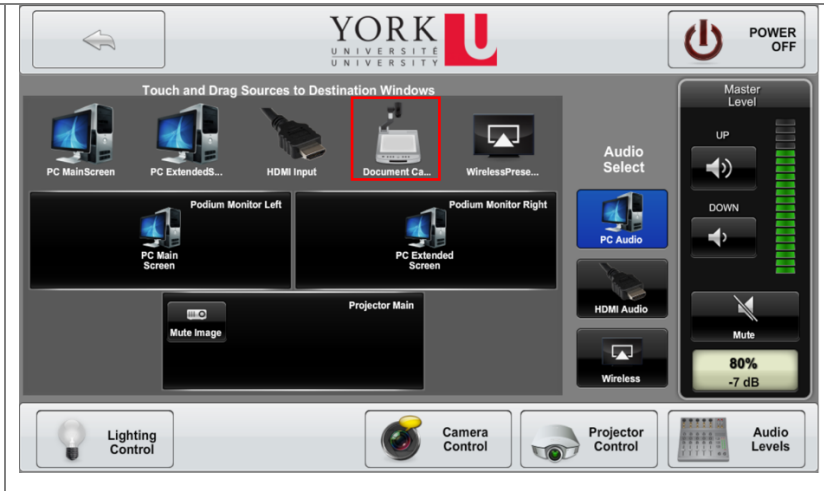 YORK
UNIVERSITÉ
UNIVERSITY
U
POWER
OFF
Touch and Drag Sources to Destination Windows
PC MainScreen
PC ExtendedS...
HDMI Input
Document Ca...
WirelessPrese...
Podium Monitor Left
PC Main
Screen
Podium Monitor Right
PC Extended
Screen
Projector Main
Mute Image
Audio
Select
PC Audio
HDMI Audio
Wireless
Master
Level
UP
DOWN
Mute
80%
-7 dB
Lighting
Control
Camera
Control
Projector
Control
Audio
Levels